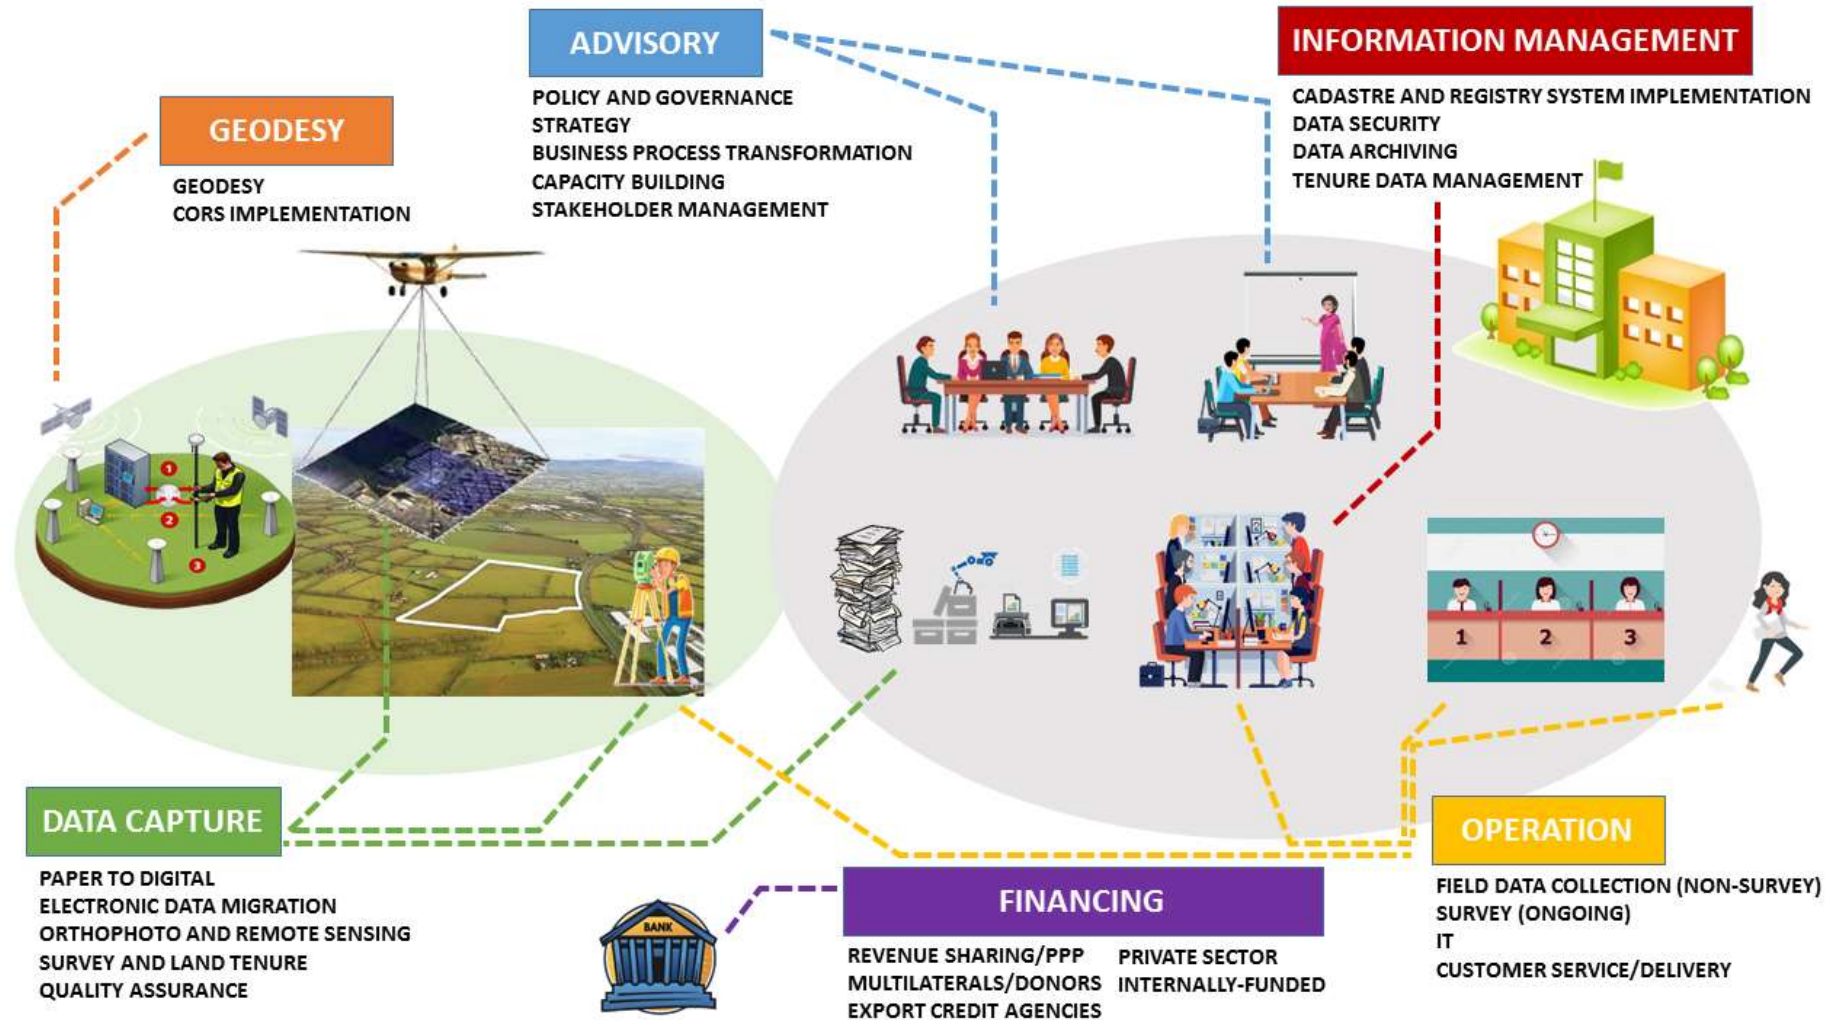 ADVISORY
POLICY AND GOVERNANCE
STRATEGY
BUSINESS PROCESS TRANSFORMATION
CAPACITY BUILDING
STAKEHOLDER MANAGEMENT
INFORMATION MANAGEMENT
CADASTRE AND REGISTRY SYSTEM IMPLEMENTATION
DATA SECURITY
DATA ARCHIVING
TENURE DATA MANAGEMENT
GEODESY
GEODESY
CORS IMPLEMENTATION
1
2
3
1 2 3
DATA CAPTURE
PAPER TO DIGITAL
ELECTRONIC DATA MIGRATION
ORTHOPHOTO AND REMOTE SENSING
SURVEY AND LAND TENURE
QUALITY ASSURANCE
BANK
FINANCING
REVENUE SHARING/PPP
MULTILATERALS/DONORS
EXPORT CREDIT AGENCIES
PRIVATE SECTOR
INTERNALLY-FUNDED
OPERATION
FIELD DATA COLLECTION (NON-SURVEY)
SURVEY (ONGOING)
IT
CUSTOMER SERVICE/DELIVERY